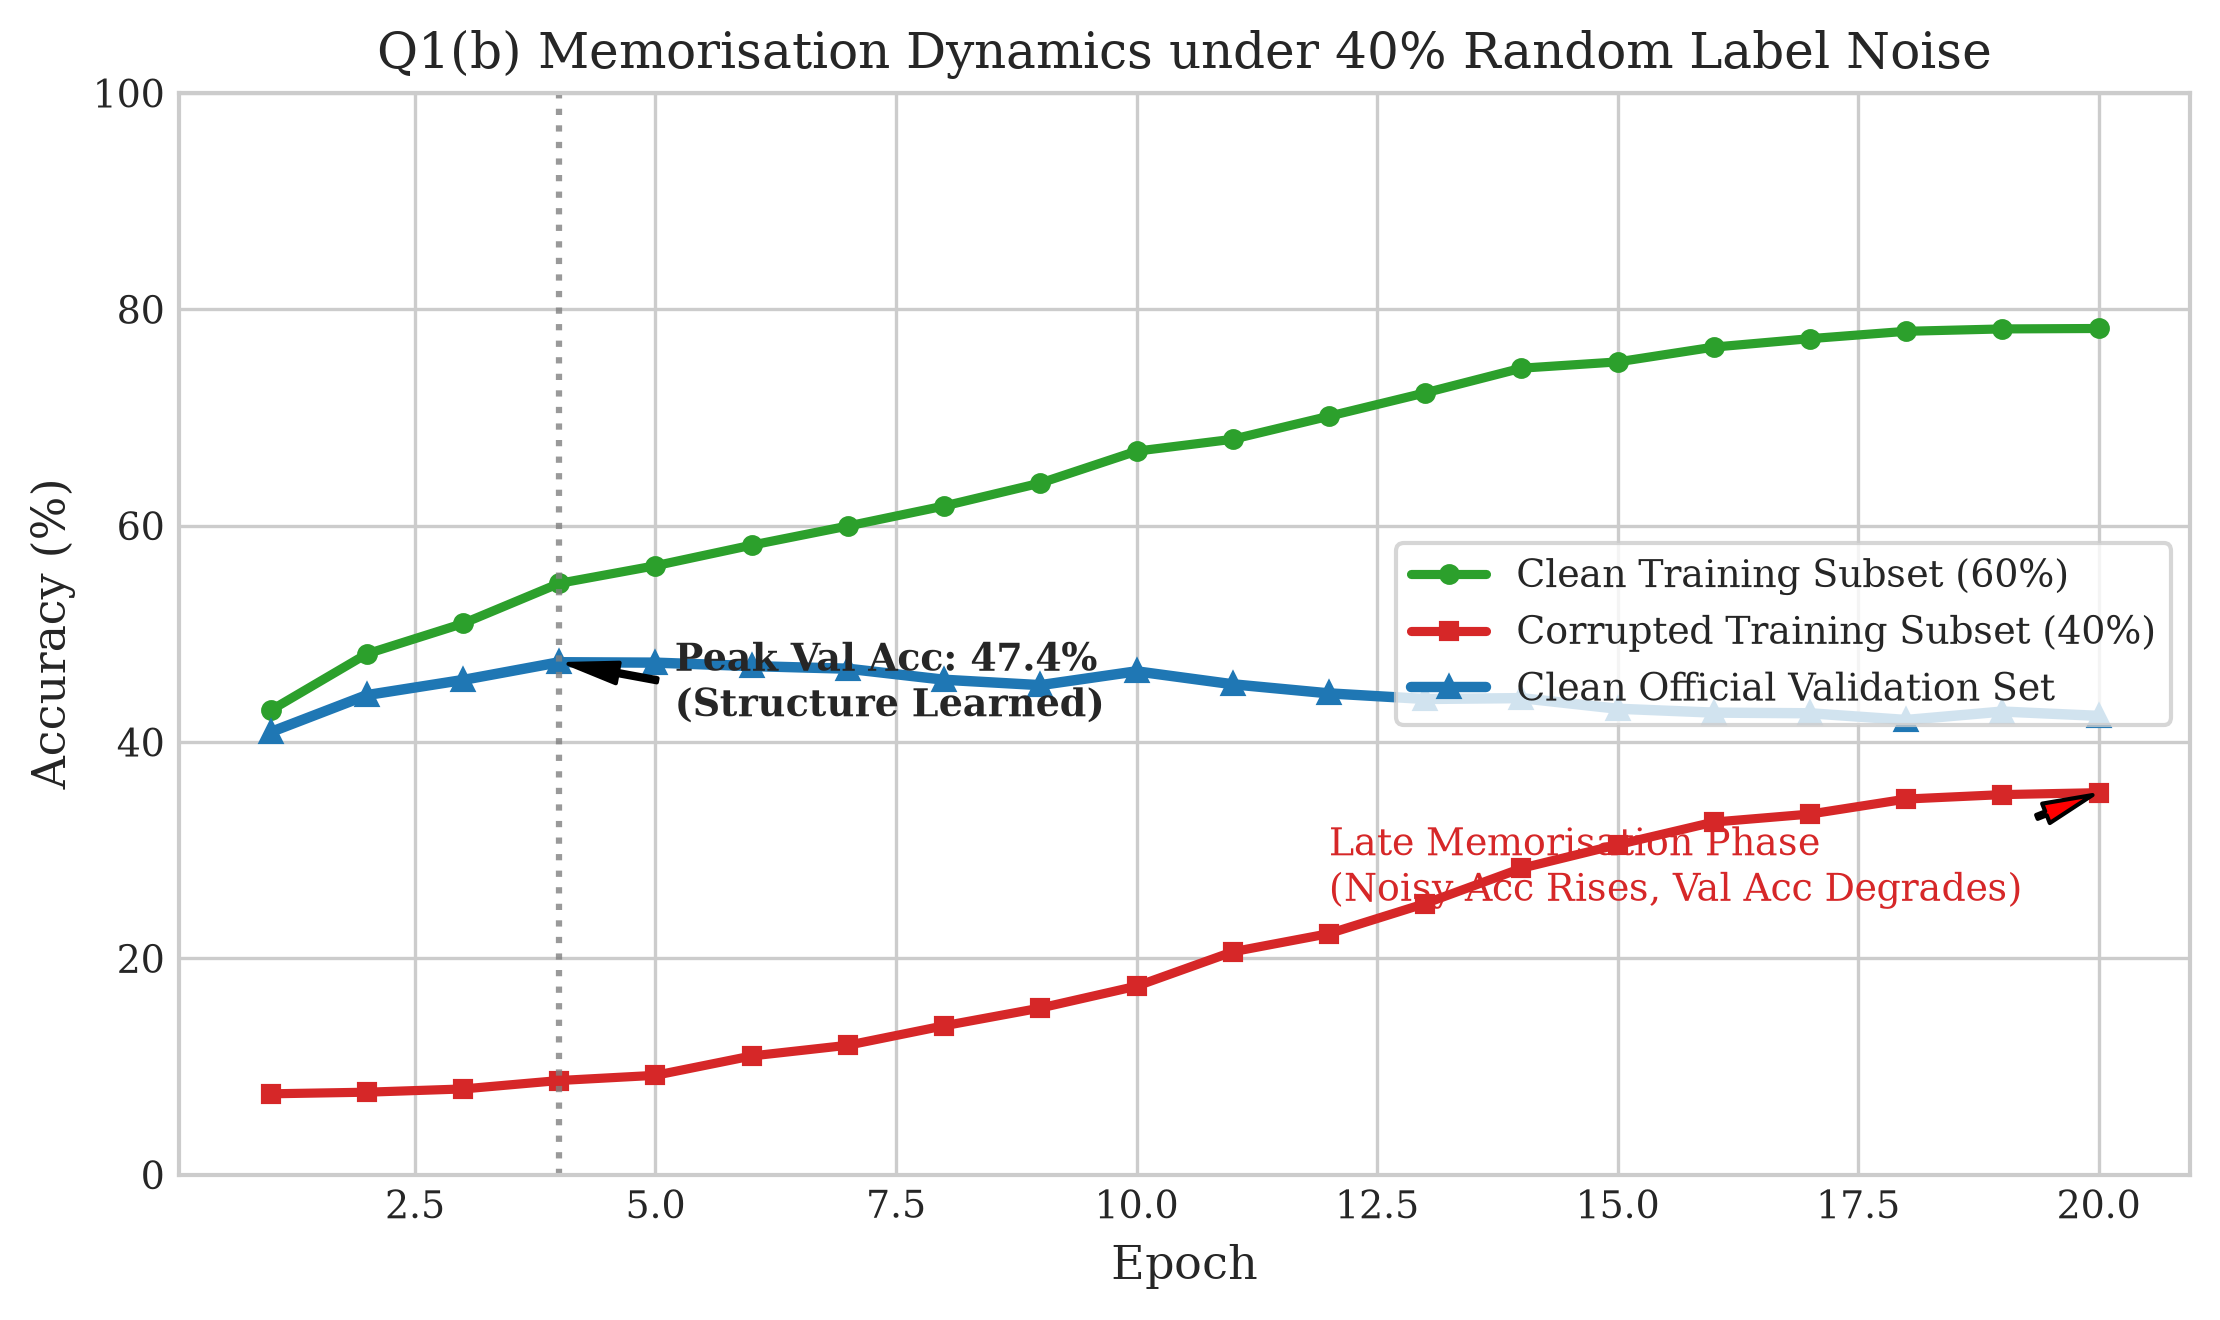 Q1(b) Memorisation Dynamics under 40% Random Label Noise
Accuracy (%)
100
80
60
40
20
0
Peak Val Acc: 47.4%
(Structure Learned)
Clean Training Subset (60%)
Corrupted Training Subset (40%)
Clean Official Validation Set
Late Memorisation Phase
(Noisy Acc Rises, Val Acc Degrades)
2.5 5.0 7.5 10.0 12.5 15.0 17.5 20.0
Epoch